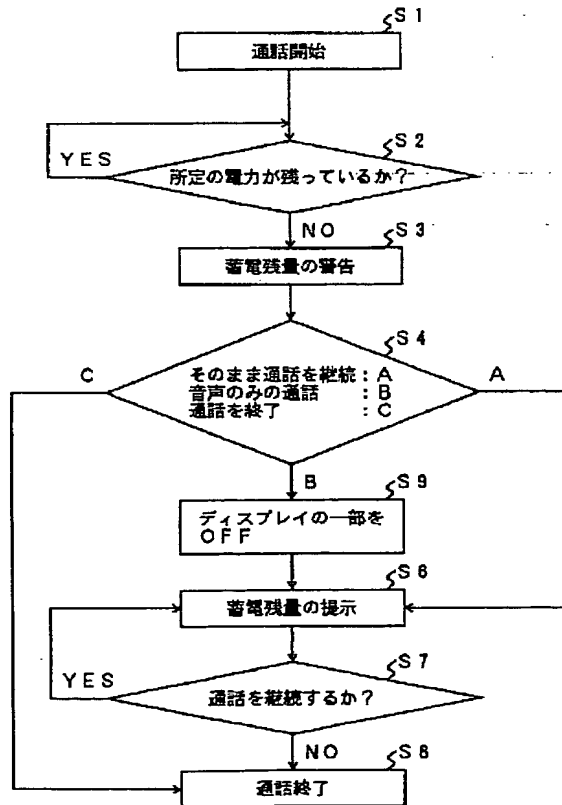 S1
通話開始
S2
YES
所定の電力が残っているか？
NO
S3
蓄電残量の警告
S4
C
そのまま通話を継続：A
音声のみの通話　　：B
通話を終了　　　　：C
A
B
S9
ディスプレイの一部を
OFF
S6
蓄電残量の提示
S7
YES
通話を継続するか？
NO
S8
通話終了